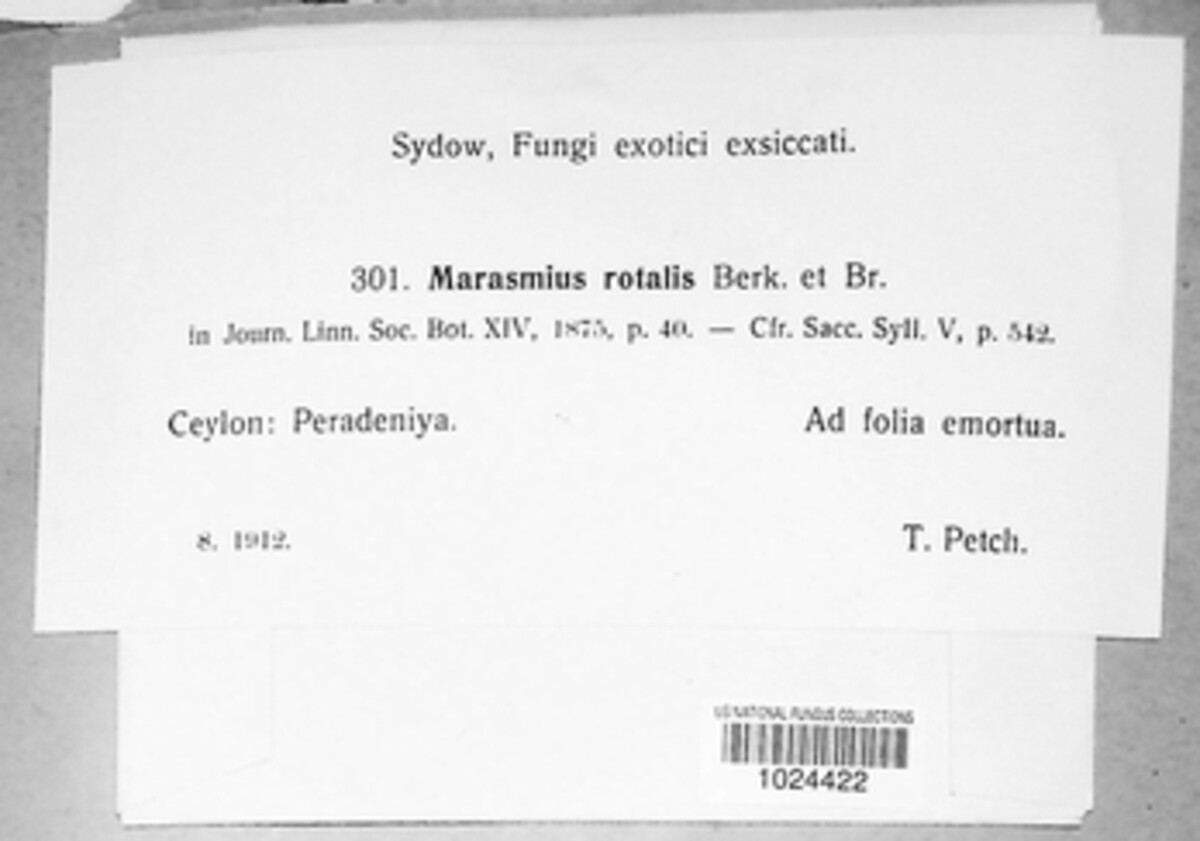 Sydow, Fungi exotici exsiccati.
301. Marasmius rotalis Berk. et Br.
in Journ. Linn. Soc. Bot. XIV, 1875, p. 40. — Cfr. Sacc. Syll. V, p. 542.
Ceylon: Peradeniya. Ad folia emortua.
8. 1912. T. Petch.
US NATIONAL FUNGUS COLLECTIONS
1024422